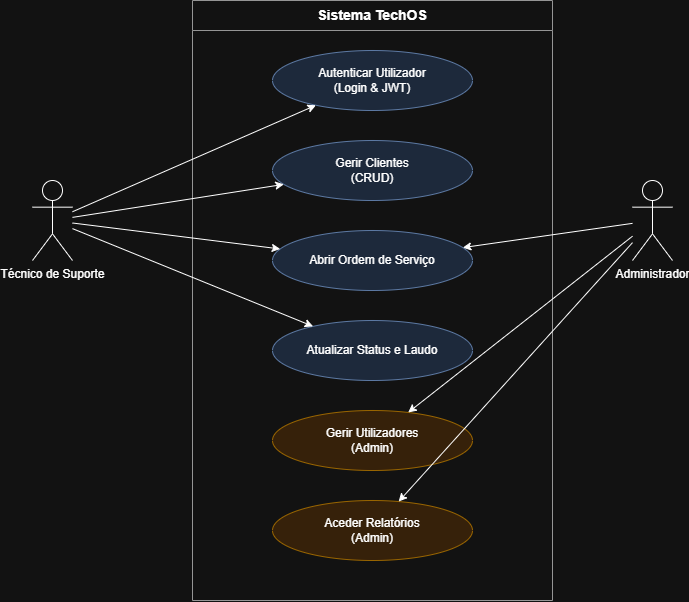 Sistema TechOS
Autenticar Utilizador
(Login & JWT)
Gerir Clientes
(CRUD)
Técnico de Suporte
Administrador
Abrir Ordem de Serviço
Atualizar Status e Laudo
Gerir Utilizadores
(Admin)
Aceder Relatórios
(Admin)